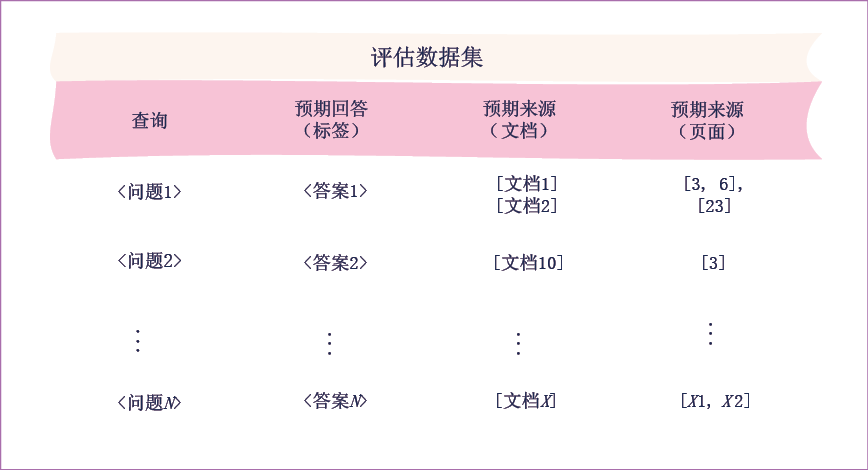 评估数据集
查询
预期回答
（标签）
预期来源
（文档）
预期来源
（页面）
<问题1>
<答案1>
[文档1]
[文档2]
[3, 6],
[23]
<问题2>
<答案2>
[文档10]
[3]
⋮ ⋮ ⋮ ⋮
<问题N>
<答案N>
[文档X]
[X1, X2]